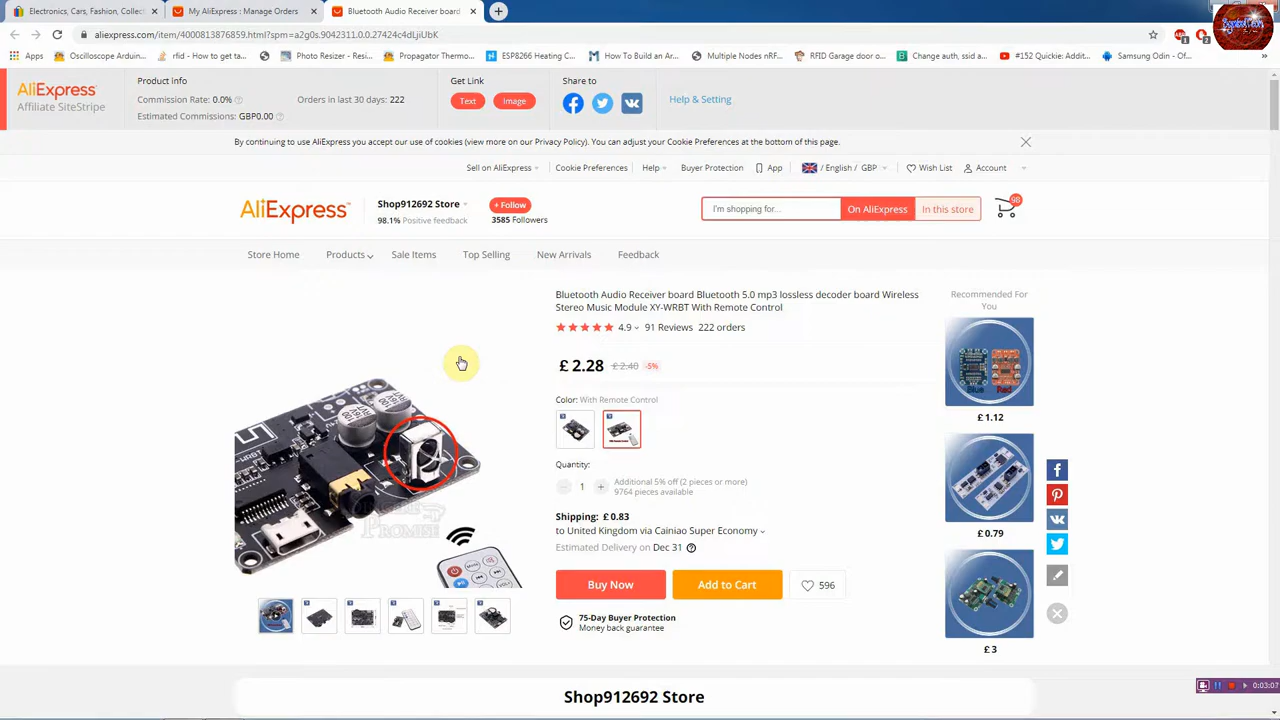 Electronics, Cars, Fashion, Collect
My AliExpress : Manage Orders
Bluetooth Audio Receiver board
aliexpress.com/item/4000813876859.html?spm=a2g0s.9042311.0.0.27424c4dLjiUbK
Apps
Oscilloscope Arduin...
rfid - How to get ta...
Photo Resizer - Resi...
Propagator Thermo...
ESP8266 Heating C...
How To Build an Ar...
Multiple Nodes nRF...
RFID Garage door o...
Change auth, ssid a...
#152 Quickie: Addit...
Samsung Odin - Of...
AliExpress
Affiliate SiteStripe
Product Info
Commission Rate: 0.0%
Orders in last 30 days: 222
Estimated Commissions: GBP0.00
Get Link
Text
Image
Share to
Help & Setting
By continuing to use AliExpress you accept our use of cookies (view more on our Privacy Policy). You can adjust your Cookie Preferences at the bottom of this page.
Sell on AliExpress
Cookie Preferences
Help
Buyer Protection
App
/ English / GBP
Wish List
Account
AliExpress
Shop912692 Store
98.1% Positive feedback
+ Follow
3585 Followers
I'm shopping for...
On AliExpress
In this store
98
Store Home
Products
Sale Items
Top Selling
New Arrivals
Feedback
Bluetooth Audio Receiver board Bluetooth 5.0 mp3 lossless decoder board Wireless
Stereo Music Module XY-WRBT With Remote Control
4.9
91 Reviews
222 orders
£ 2.28
£ 2.40
-5%
Color: With Remote Control
Quantity:
1
Additional 5% off (2 pieces or more)
9764 pieces available
Shipping: £ 0.83
to United Kingdom via Cainiao Super Economy
Estimated Delivery on Dec 31
Buy Now
Add to Cart
596
75-Day Buyer Protection
Money back guarantee
PROMISE
Recommended For
You
Blue
Red
£ 1.12
£ 0.79
£ 3
Shop912692 Store
0:03:07